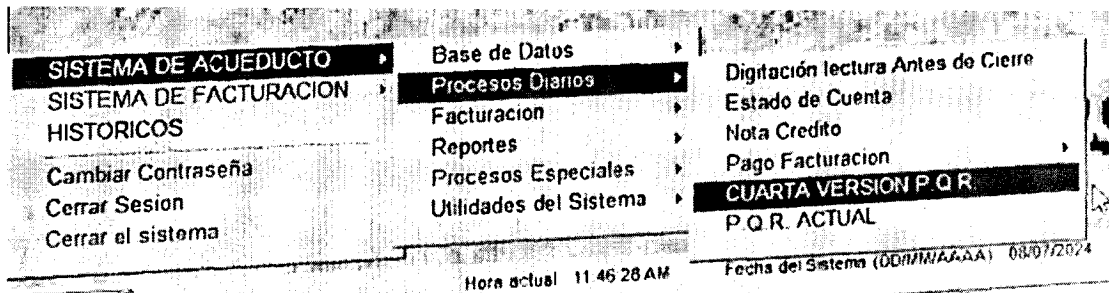 SISTEMA DE ACUEDUCTO
SISTEMA DE FACTURACION
HISTORICOS
Cambiar Contraseña
Cerrar Sesion
Cerrar el sistema
Base de Datos
Procesos Diarios
Facturacion
Reportes
Procesos Especiales
Utilidades del Sistema
Digitación lectura Antes de Cierre
Estado de Cuenta
Nota Credito
Pago Facturacion
CUARTA VERSION P.Q.R
P.Q.R. ACTUAL
Hora actual 11:46:28 AM
Fecha del Sistema (DD/MM/AAAA) 08/07/2024